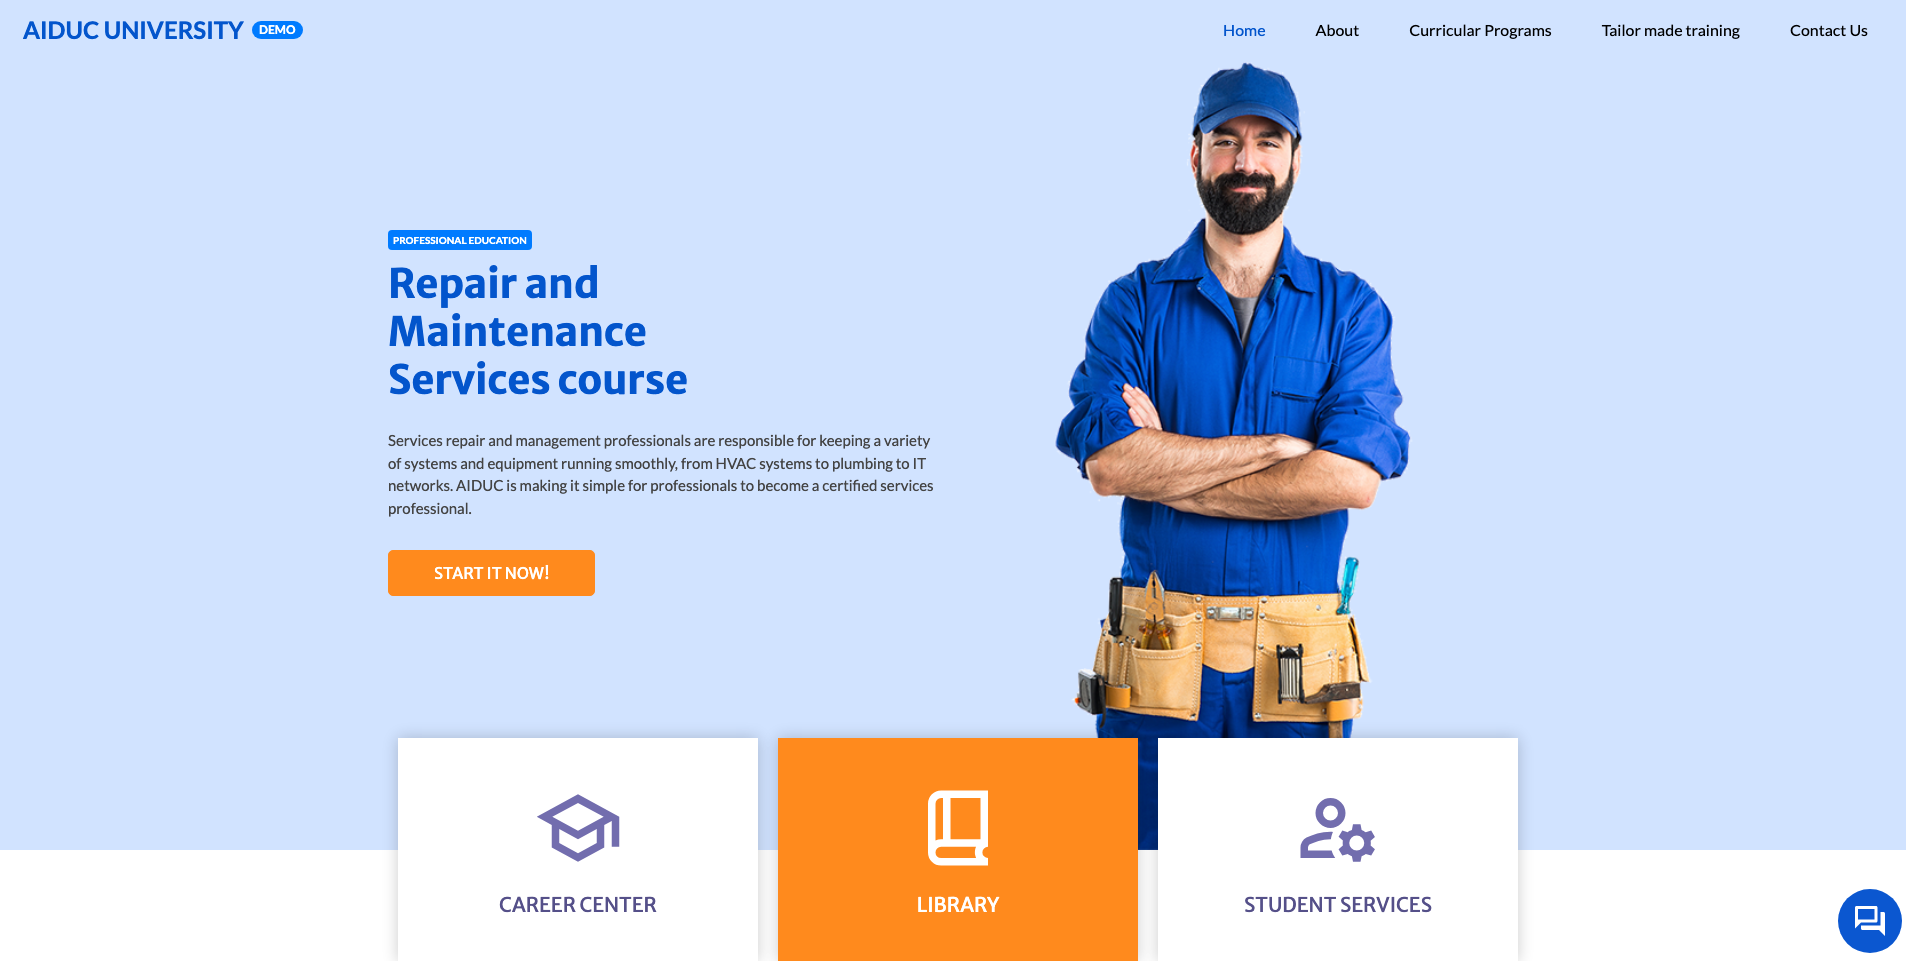 AIDUC UNIVERSITY DEMO
Home About Curricular Programs Tailor made training Contact Us
PROFESSIONAL EDUCATION
Repair and
Maintenance
Services course
Services repair and management professionals are responsible for keeping a variety
of systems and equipment running smoothly, from HVAC systems to plumbing to IT
networks. AIDUC is making it simple for professionals to become a certified services
professional.
START IT NOW!
CAREER CENTER
LIBRARY
STUDENT SERVICES